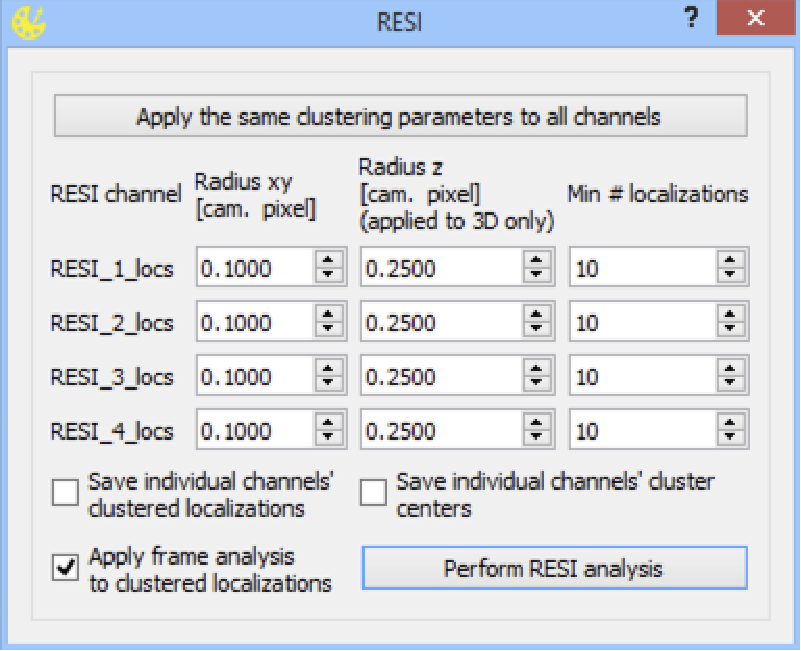 RESI
?
Apply the same clustering parameters to all channels
RESI channel
Radius xy
[cam. pixel]
Radius z
[cam. pixel]
(applied to 3D only)
Min # localizations
RESI_1_locs 0.1000 0.2500 10
RESI_2_locs 0.1000 0.2500 10
RESI_3_locs 0.1000 0.2500 10
RESI_4_locs 0.1000 0.2500 10
Save individual channels'
clustered localizations
Save individual channels' cluster
centers
Apply frame analysis
to clustered localizations
Perform RESI analysis